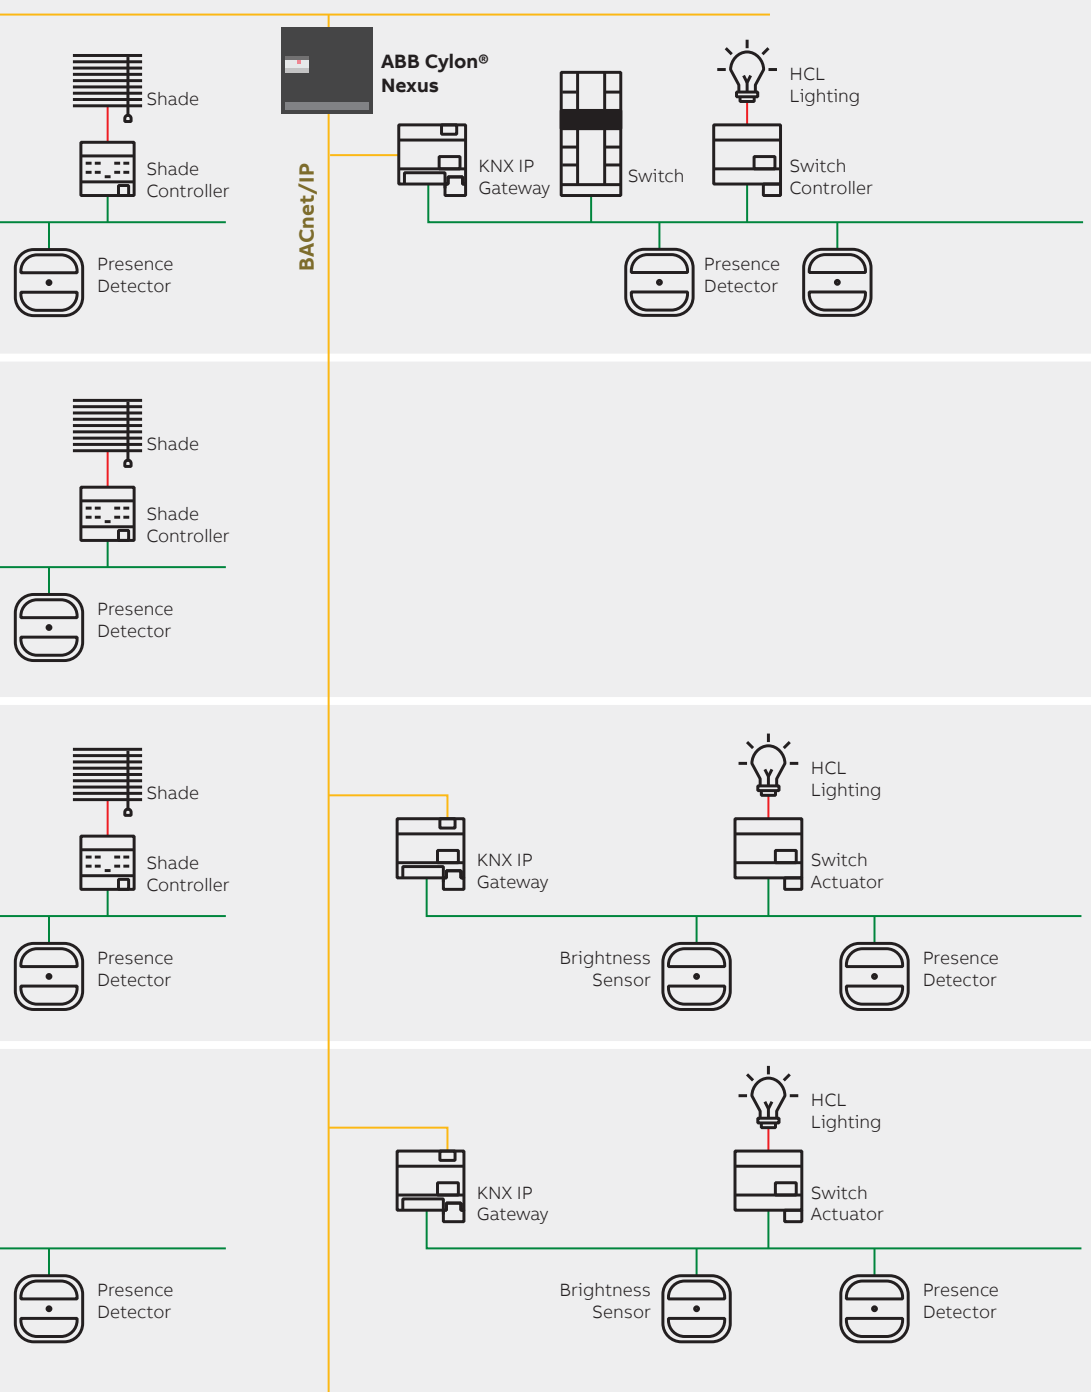 ABB Cylon®
Nexus
Shade
Shade
Controller
Presence
Detector
BACnet/IP
KNX IP
Gateway
Switch
HCL
Lighting
Switch
Controller
Presence
Detector
Shade
Shade
Controller
Presence
Detector
Shade
Shade
Controller
Presence
Detector
KNX IP
Gateway
HCL
Lighting
Switch
Actuator
Brightness
Sensor
Presence
Detector
Presence
Detector
KNX IP
Gateway
HCL
Lighting
Switch
Actuator
Brightness
Sensor
Presence
Detector